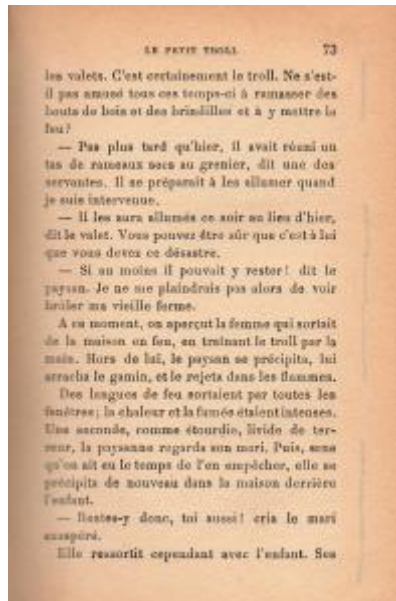 LE PETIT TROLL 73
les valets. C'est certainement le troll. Ne s'est-
il pas amusé tous ces temps-ci à ramasser des
bouts de bois et des brindilles et à y mettre le
feu?
— Pas plus tard qu'hier, il avait réuni un
tas de rameaux secs au grenier, dit une des
servantes. Il se préparait à les allumer quand
je suis intervenue.
— Il les aura allumés ce soir au lieu d'hier,
dit le valet. Vous pouvez être sûr que c'est à lui
que vous devez ce désastre.
— Si au moins il pouvait y rester! dit le
paysan. Je ne me plaindrais pas alors de voir
brûler ma vieille ferme.
A ce moment, on aperçut la femme qui sortait
de la maison en feu, en traînant le troll par la
main. Hors de lui, le paysan se précipita, lui
arracha le gamin, et le rejeta dans les flammes.
Des langues de feu sortaient par toutes les
fenêtres; la chaleur et la fumée étaient intenses.
Une seconde, comme étourdie, livide de ter-
reur, la paysanne regarda son mari. Puis, sans
qu'on ait eu le temps de l'en empêcher, elle se
précipita de nouveau dans la maison derrière
l'enfant.
— Restes-y donc, toi aussi! cria le mari
exaspéré.
Elle ressortit cependant avec l'enfant. Ses